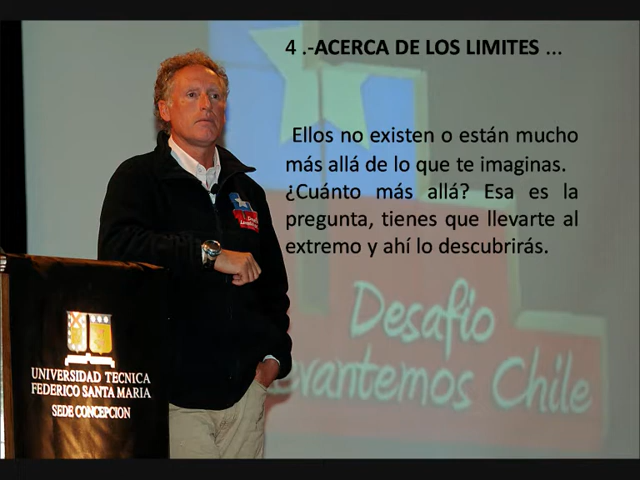 4 .-ACERCA DE LOS LIMITES ...
Ellos no existen o están mucho
más allá de lo que te imaginas.
¿Cuánto más allá? Esa es la
pregunta, tienes que llevarte al
extremo y ahí lo descubrirás.
Desafío
Levantemos Chile
UNIVERSIDAD TECNICA
FEDERICO SANTA MARIA
SEDE CONCEPCION